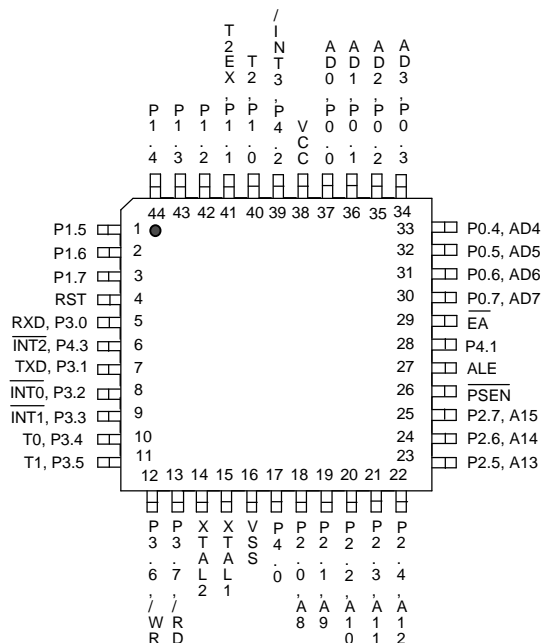 T2EX,P1.1
T2,P1.0
/INT3,P4.2
AD0,P0.0
AD1,P0.1
AD2,P0.2
AD3,P0.3
P1.4
P1.3
P1.2
VCC
44 43 42 41 40 39 38 37 36 35 34
P1.5 1
P1.6 2
P1.7 3
RST 4
RXD, P3.0 5
INT2, P4.3 6
TXD, P3.1 7
INT0, P3.2 8
INT1, P3.3 9
T0, P3.4 10
T1, P3.5 11
33 P0.4, AD4
32 P0.5, AD5
31 P0.6, AD6
30 P0.7, AD7
29 EA
28 P4.1
27 ALE
26 PSEN
25 P2.7, A15
24 P2.6, A14
23 P2.5, A13
12 13 14 15 16 17 18 19 20 21 22
P3.6,/WR
P3.7,/RD
XTAL2
XTAL1
VSS
P4.0
P2.0,A8
P2.1,A9
P2.2,A10
P2.3,A11
P2.4,A12